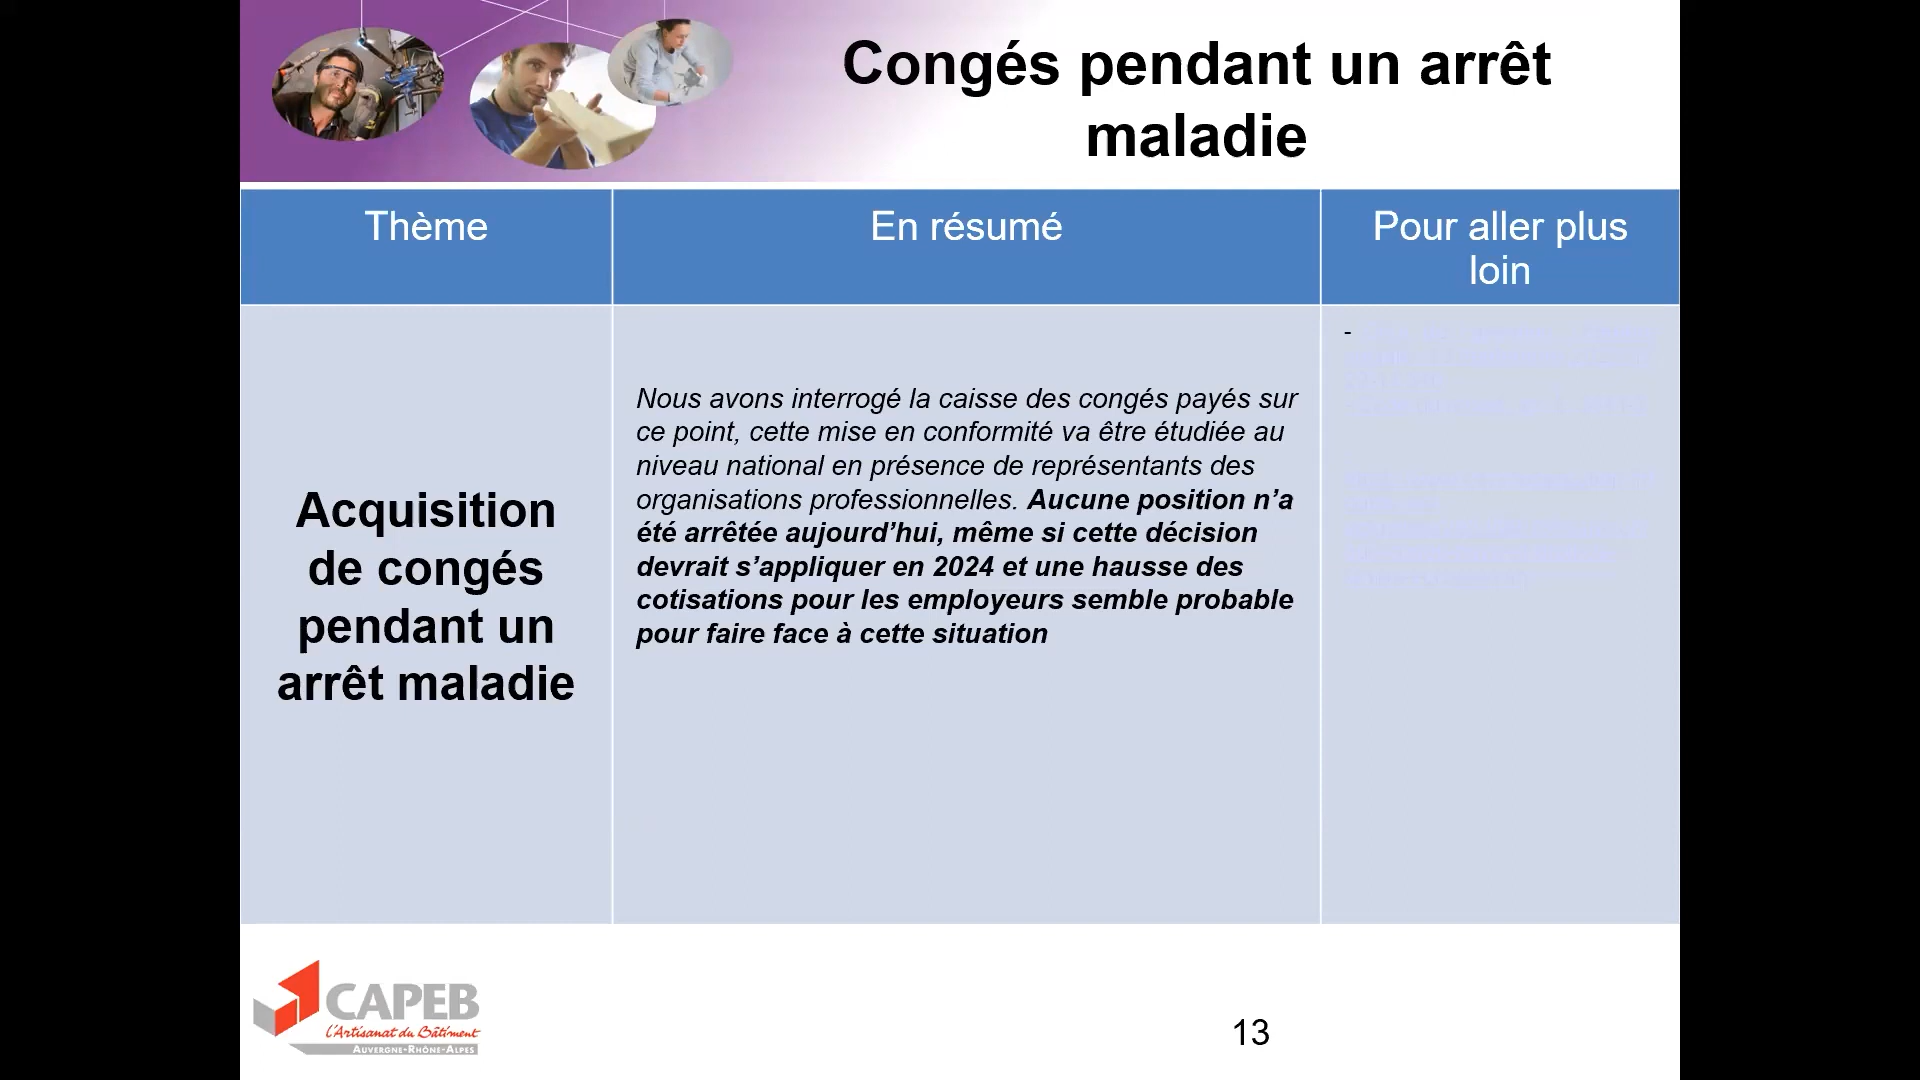 Congés pendant un arrêt
maladie
Thème
En résumé
Pour aller plus
loin
Acquisition
de congés
pendant un
arrêt maladie
Nous avons interrogé la caisse des congés payés sur
ce point, cette mise en conformité va être étudiée au
niveau national en présence de représentants des
organisations professionnelles. Aucune position n’a
été arrêtée aujourd’hui, même si cette décision
devrait s’appliquer en 2024 et une hausse des
cotisations pour les employeurs semble probable
pour faire face à cette situation
-
CAPEB
L'Artisanat du Bâtiment
AUVERGNE-RHÔNE-ALPES
13